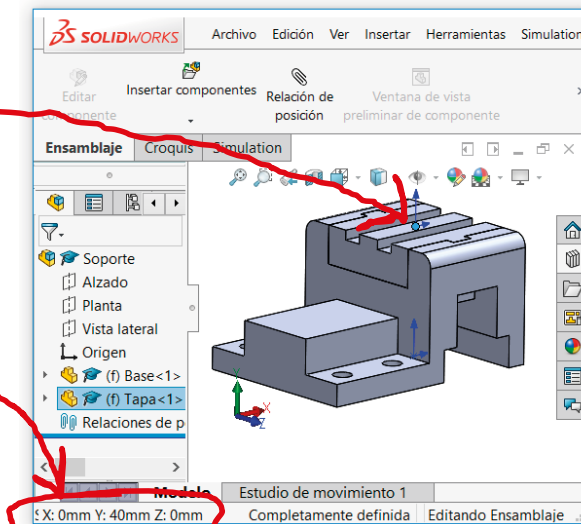 SOLIDWORKS Archivo Edición Ver Insertar Herramientas Simulation
Editar componente
Insertar componentes
Relación de posición
Ventana de vista preliminar de componente
Ensamblaje Croquis Simulation
Soporte
Alzado
Planta
Vista lateral
Origen
(f) Base<1>
(f) Tapa<1>
Relaciones de p
Modelo Estudio de movimiento 1
X: 0mm Y: 40mm Z: 0mm Completamente definida Editando Ensamblaje
Y
X
Z